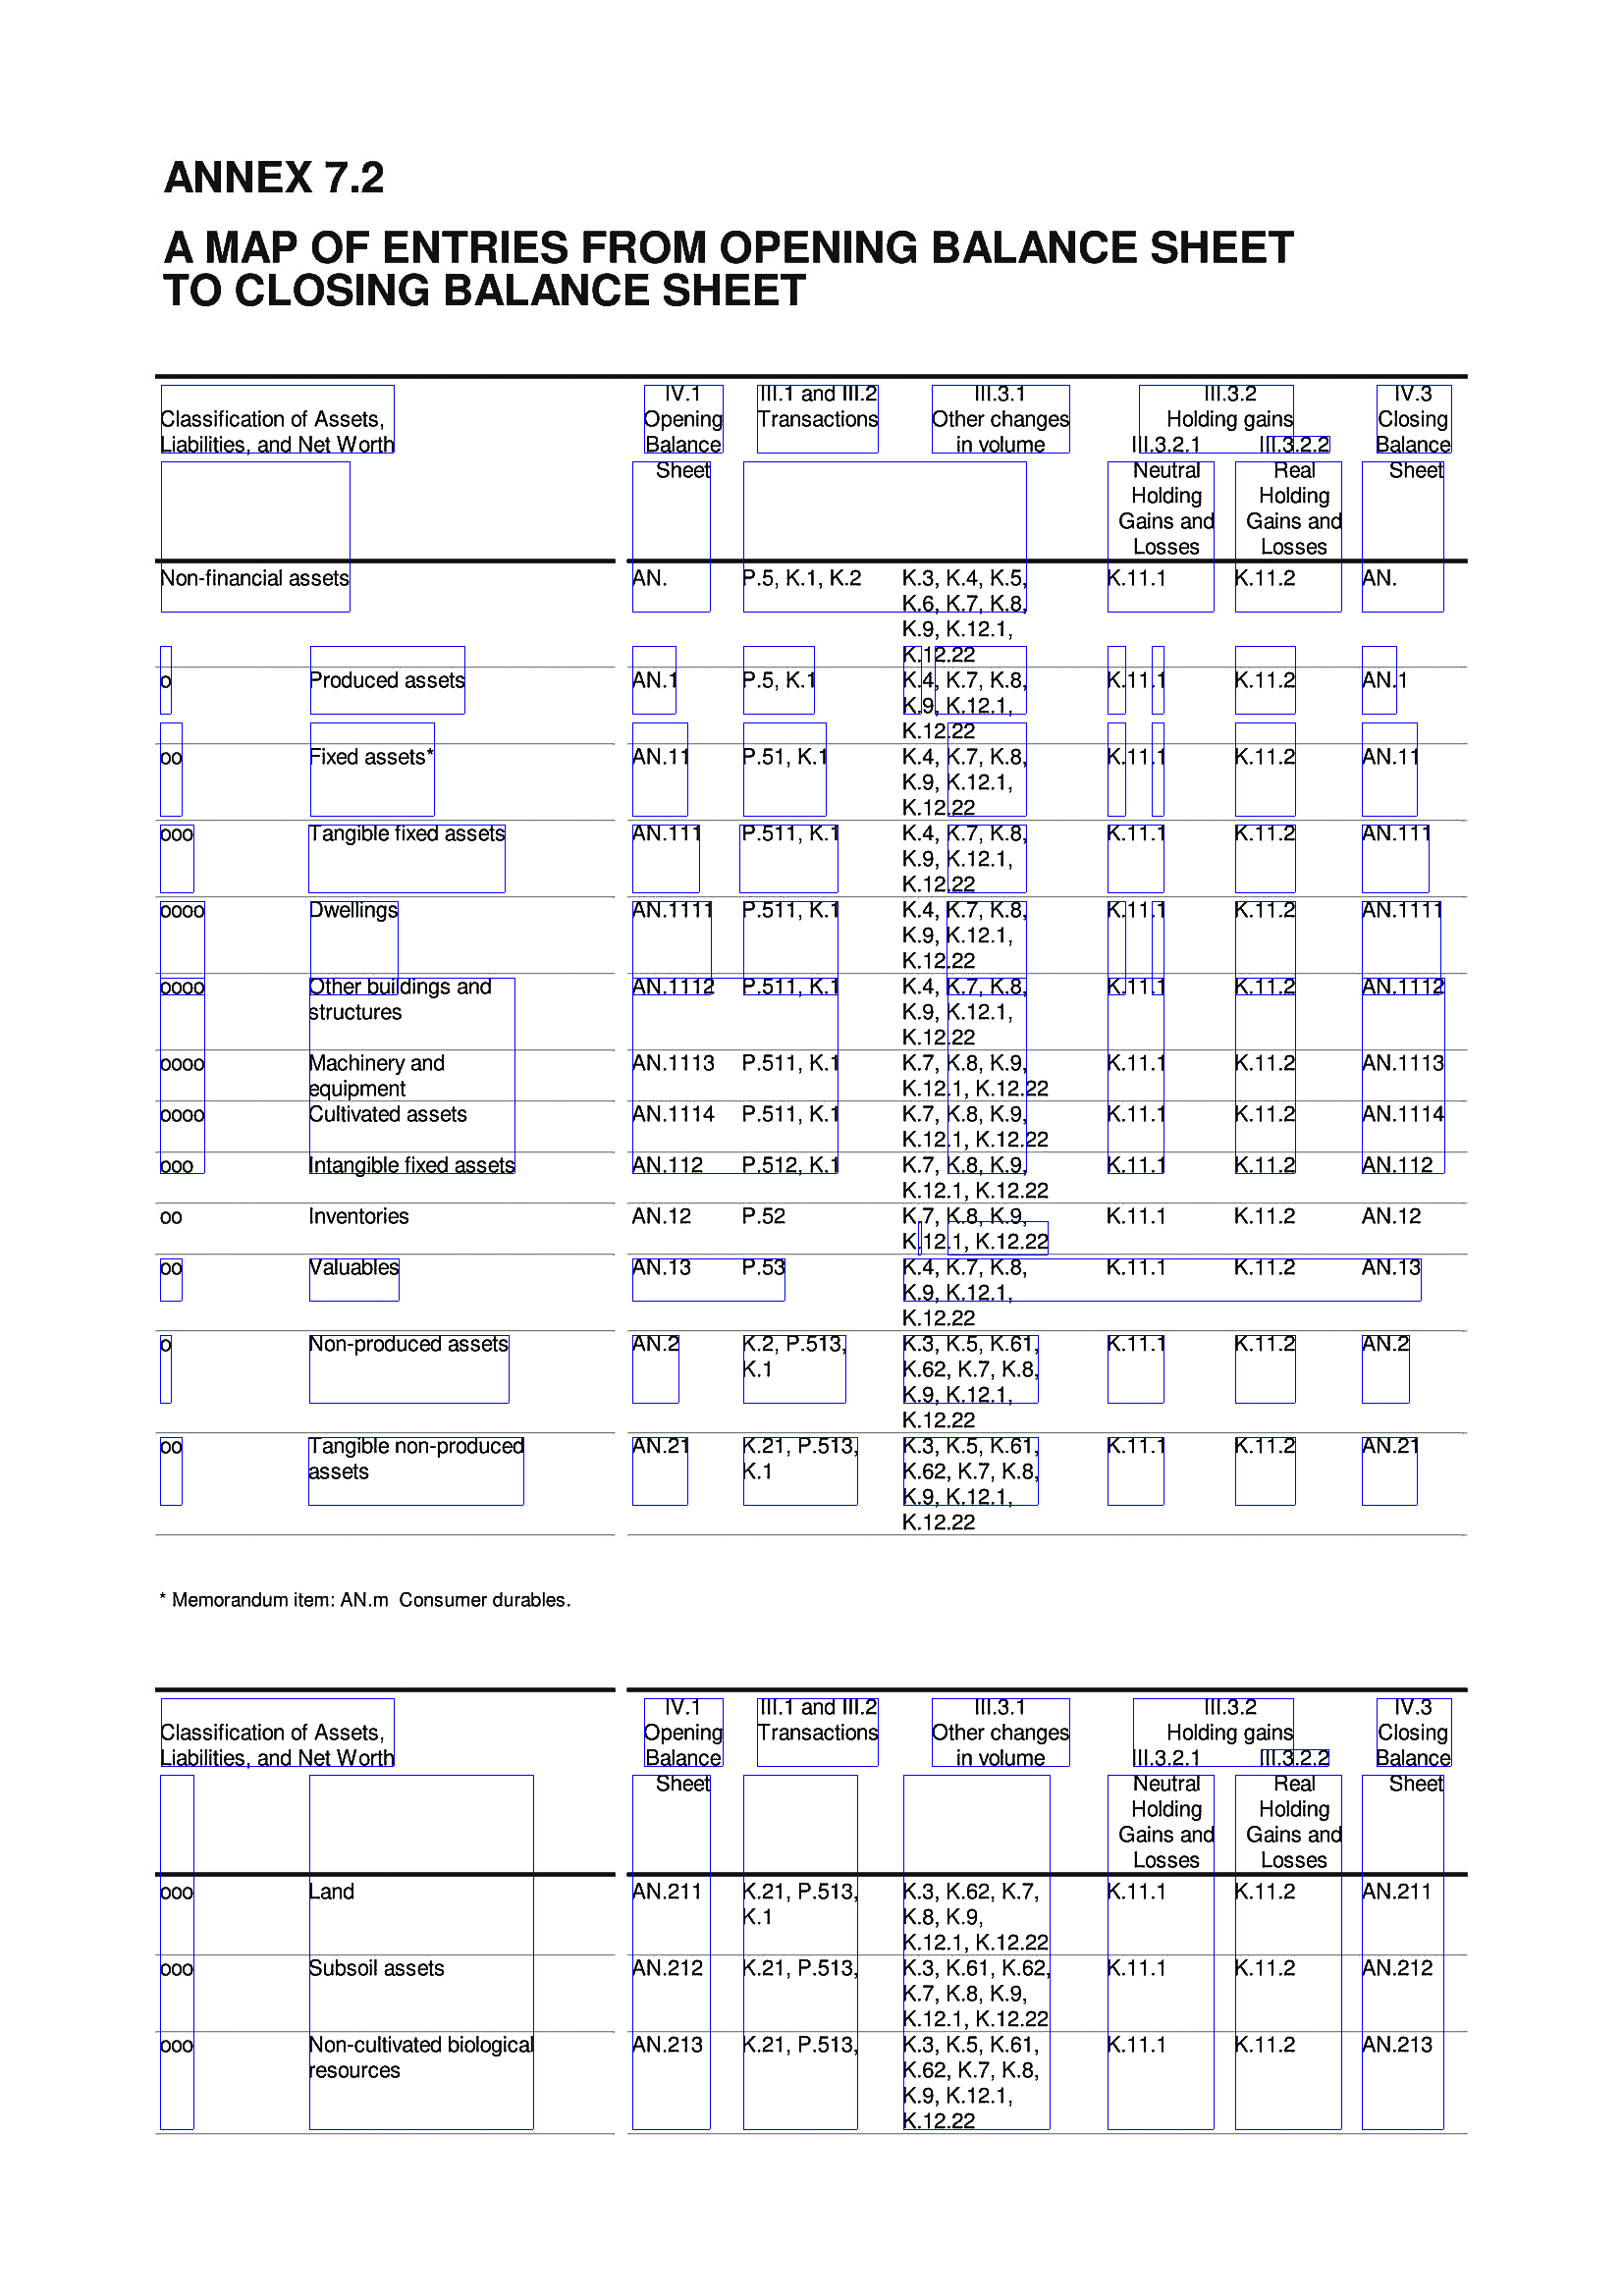 ANNEX 7.2
A MAP OF ENTRIES FROM OPENING BALANCE SHEET
TO CLOSING BALANCE SHEET
IV.1 III.1 and III.2 III.3.1 III.3.2 IV.3
Classification of Assets, Opening Transactions Other changes Holding gains Closing
Liabilities, and Net Worth Balance in volume III.3.2.1 III.3.2.2 Balance
Sheet Neutral Real Sheet
Holding Holding
Gains and Gains and
Losses Losses
Non-financial assets AN. P.5, K.1, K.2 K.3, K.4, K.5, K.11.1 K.11.2 AN.
K.6, K.7, K.8,
K.9, K.12.1,
K.12.22
o Produced assets AN.1 P.5, K.1 K.4, K.7, K.8, K.11.1 K.11.2 AN.1
K.9, K.12.1,
K.12.22
oo Fixed assets* AN.11 P.51, K.1 K.4, K.7, K.8, K.11.1 K.11.2 AN.11
K.9, K.12.1,
K.12.22
ooo Tangible fixed assets AN.111 P.511, K.1 K.4, K.7, K.8, K.11.1 K.11.2 AN.111
K.9, K.12.1,
K.12.22
oooo Dwellings AN.1111 P.511, K.1 K.4, K.7, K.8, K.11.1 K.11.2 AN.1111
K.9, K.12.1,
K.12.22
oooo Other buildings and AN.1112 P.511, K.1 K.4, K.7, K.8, K.11.1 K.11.2 AN.1112
structures K.9, K.12.1,
K.12.22
oooo Machinery and AN.1113 P.511, K.1 K.7, K.8, K.9, K.11.1 K.11.2 AN.1113
equipment K.12.1, K.12.22
oooo Cultivated assets AN.1114 P.511, K.1 K.7, K.8, K.9, K.11.1 K.11.2 AN.1114
K.12.1, K.12.22
ooo Intangible fixed assets AN.112 P.512, K.1 K.7, K.8, K.9, K.11.1 K.11.2 AN.112
K.12.1, K.12.22
oo Inventories AN.12 P.52 K.7, K.8, K.9, K.11.1 K.11.2 AN.12
K.12.1, K.12.22
oo Valuables AN.13 P.53 K.4, K.7, K.8, K.11.1 K.11.2 AN.13
K.9, K.12.1,
K.12.22
o Non-produced assets AN.2 K.2, P.513, K.3, K.5, K.61, K.11.1 K.11.2 AN.2
K.1 K.62, K.7, K.8,
K.9, K.12.1,
K.12.22
oo Tangible non-produced AN.21 K.21, P.513, K.3, K.5, K.61, K.11.1 K.11.2 AN.21
assets K.1 K.62, K.7, K.8,
K.9, K.12.1,
K.12.22
* Memorandum item: AN.m Consumer durables.
IV.1 III.1 and III.2 III.3.1 III.3.2 IV.3
Classification of Assets, Opening Transactions Other changes Holding gains Closing
Liabilities, and Net Worth Balance in volume III.3.2.1 III.3.2.2 Balance
Sheet Neutral Real Sheet
Holding Holding
Gains and Gains and
Losses Losses
ooo Land AN.211 K.21, P.513, K.3, K.62, K.7, K.11.1 K.11.2 AN.211
K.1 K.8, K.9,
K.12.1, K.12.22
ooo Subsoil assets AN.212 K.21, P.513, K.3, K.61, K.62, K.11.1 K.11.2 AN.212
K.7, K.8, K.9,
K.12.1, K.12.22
ooo Non-cultivated biological AN.213 K.21, P.513, K.3, K.5, K.61, K.11.1 K.11.2 AN.213
resources K.62, K.7, K.8,
K.9, K.12.1,
K.12.22